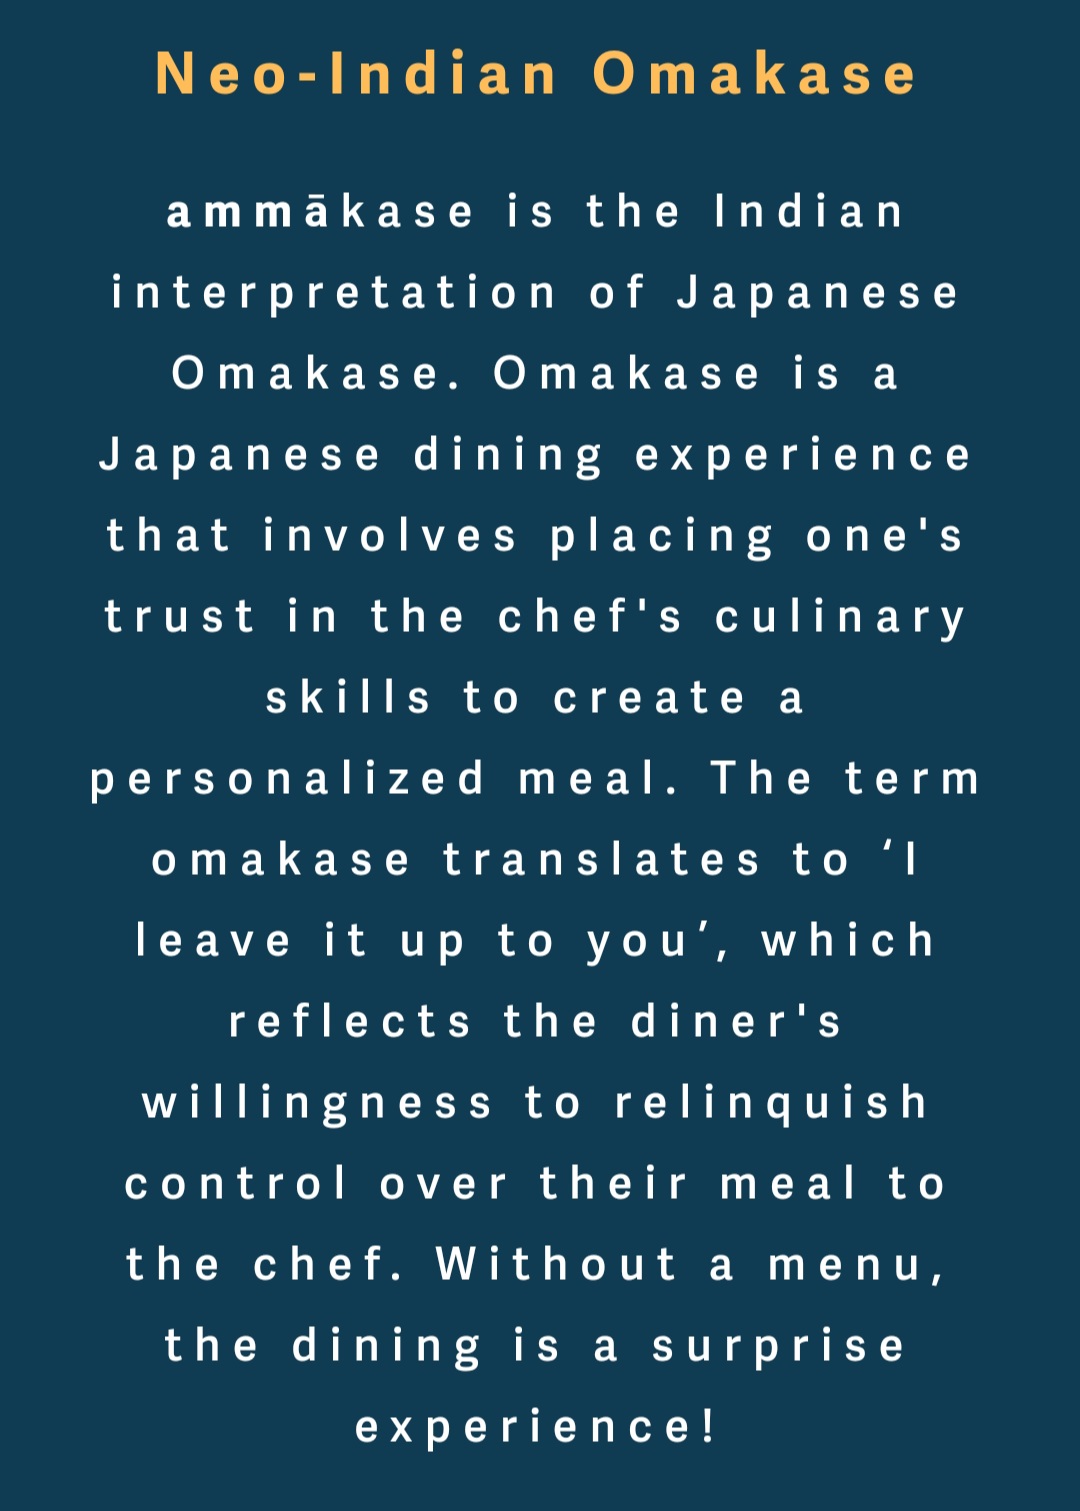 Neo-Indian Omakase
ammākase is the Indian
interpretation of Japanese
Omakase. Omakase is a
Japanese dining experience
that involves placing one's
trust in the chef's culinary
skills to create a
personalized meal. The term
omakase translates to ‘I
leave it up to you’, which
reflects the diner's
willingness to relinquish
control over their meal to
the chef. Without a menu,
the dining is a surprise
experience!